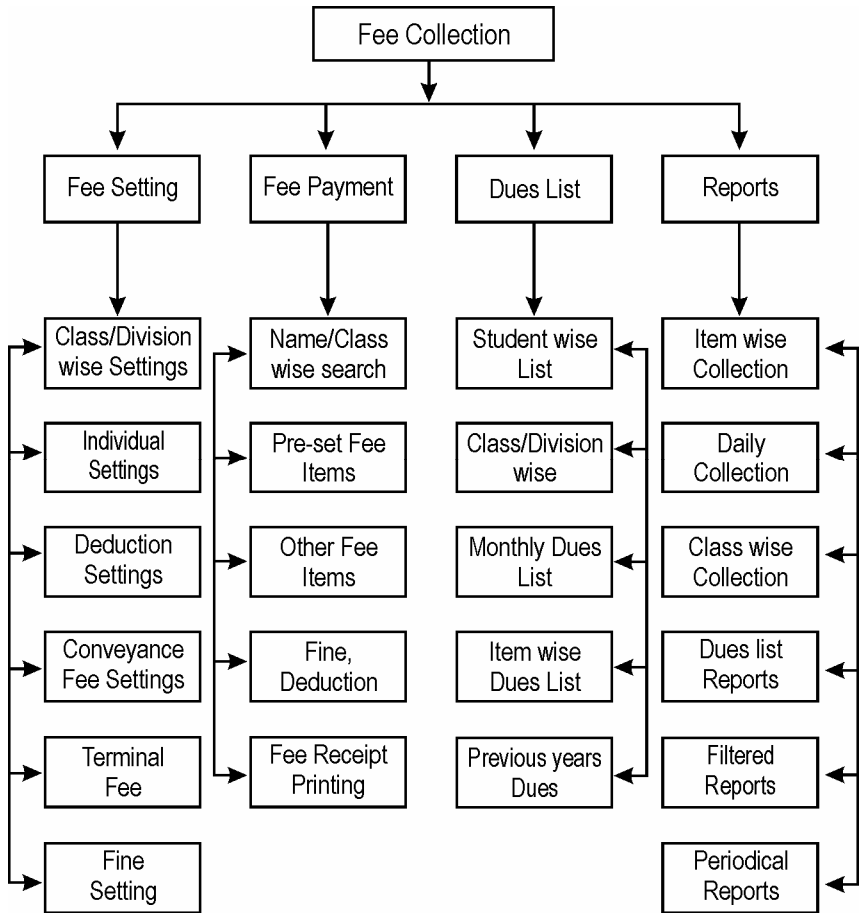 Fee Collection
Fee Setting
Fee Payment
Dues List
Reports
Class/Division
wise Settings
Name/Class
wise search
Student wise
List
Item wise
Collection
Individual
Settings
Pre-set Fee
Items
Class/Division
wise
Daily
Collection
Deduction
Settings
Other Fee
Items
Monthly Dues
List
Class wise
Collection
Conveyance
Fee Settings
Fine,
Deduction
Item wise
Dues List
Dues list
Reports
Terminal
Fee
Fee Receipt
Printing
Previous years
Dues
Filtered
Reports
Fine
Setting
Periodical
Reports